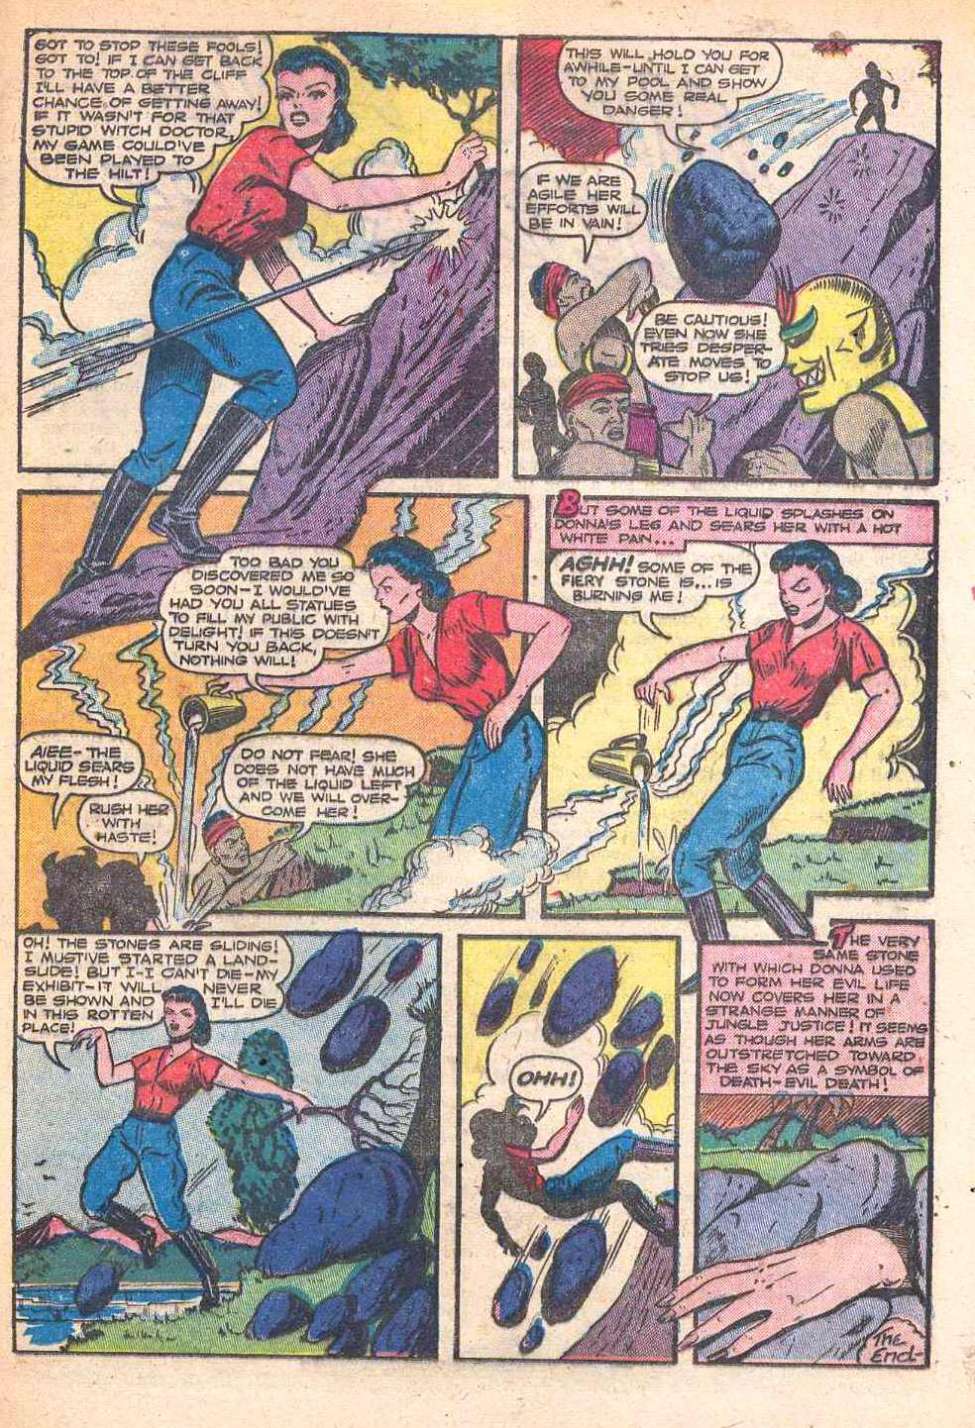 GOT TO STOP THESE FOOLS!
GOT TO! IF I CAN GET BACK
TO THE TOP OF THE CLIFF
I'LL HAVE A BETTER
CHANCE OF GETTING AWAY!
IF IT WASN'T FOR THAT
STUPID WITCH DOCTOR,
MY GAME COULD'VE
BEEN PLAYED TO
THE HILT!
THIS WILL HOLD YOU FOR
AWHILE-UNTIL I CAN GET
TO MY POOL AND SHOW
YOU SOME REAL
DANGER!
IF WE ARE
AGILE HER
EFFORTS WILL
BE IN VAIN!
BE CAUTIOUS!
EVEN NOW SHE
TRIES DESPER-
ATE MOVES TO
STOP US!
TOO BAD YOU
DISCOVERED ME SO
SOON-I WOULD'VE
HAD YOU ALL STATUES
TO FILL MY PUBLIC WITH
DELIGHT! IF THIS DOESN'T
TURN YOU BACK,
NOTHING WILL!
AIEE-THE
LIQUID SEARS
MY FLESH!
RUSH HER
WITH
HASTE!
DO NOT FEAR! SHE
DOES NOT HAVE MUCH
OF THE LIQUID LEFT
AND WE WILL OVER-
COME HER!
BUT SOME OF THE LIQUID SPLASHES ON
DONNA'S LEG AND SEARS HER WITH A HOT
WHITE PAIN...
AGHH! SOME OF THE
FIERY STONE IS...IS
BURNING ME!
OH! THE STONES ARE SLIDING!
I MUSTIVE STARTED A LAND-
SLIDE! BUT I-I CAN'T DIE-MY
EXHIBIT-IT WILL NEVER
BE SHOWN AND I'LL DIE
IN THIS ROTTEN
PLACE!
OHH!
THE VERY
SAME STONE
WITH WHICH DONNA USED
TO FORM HER EVIL LIFE
NOW COVERS HER IN A
STRANGE MANNER OF
JUNGLE JUSTICE! IT SEEMS
AS THOUGH HER ARMS ARE
OUTSTRETCHED TOWARD
THE SKY AS A SYMBOL OF
DEATH-EVIL DEATH!
THE
END-